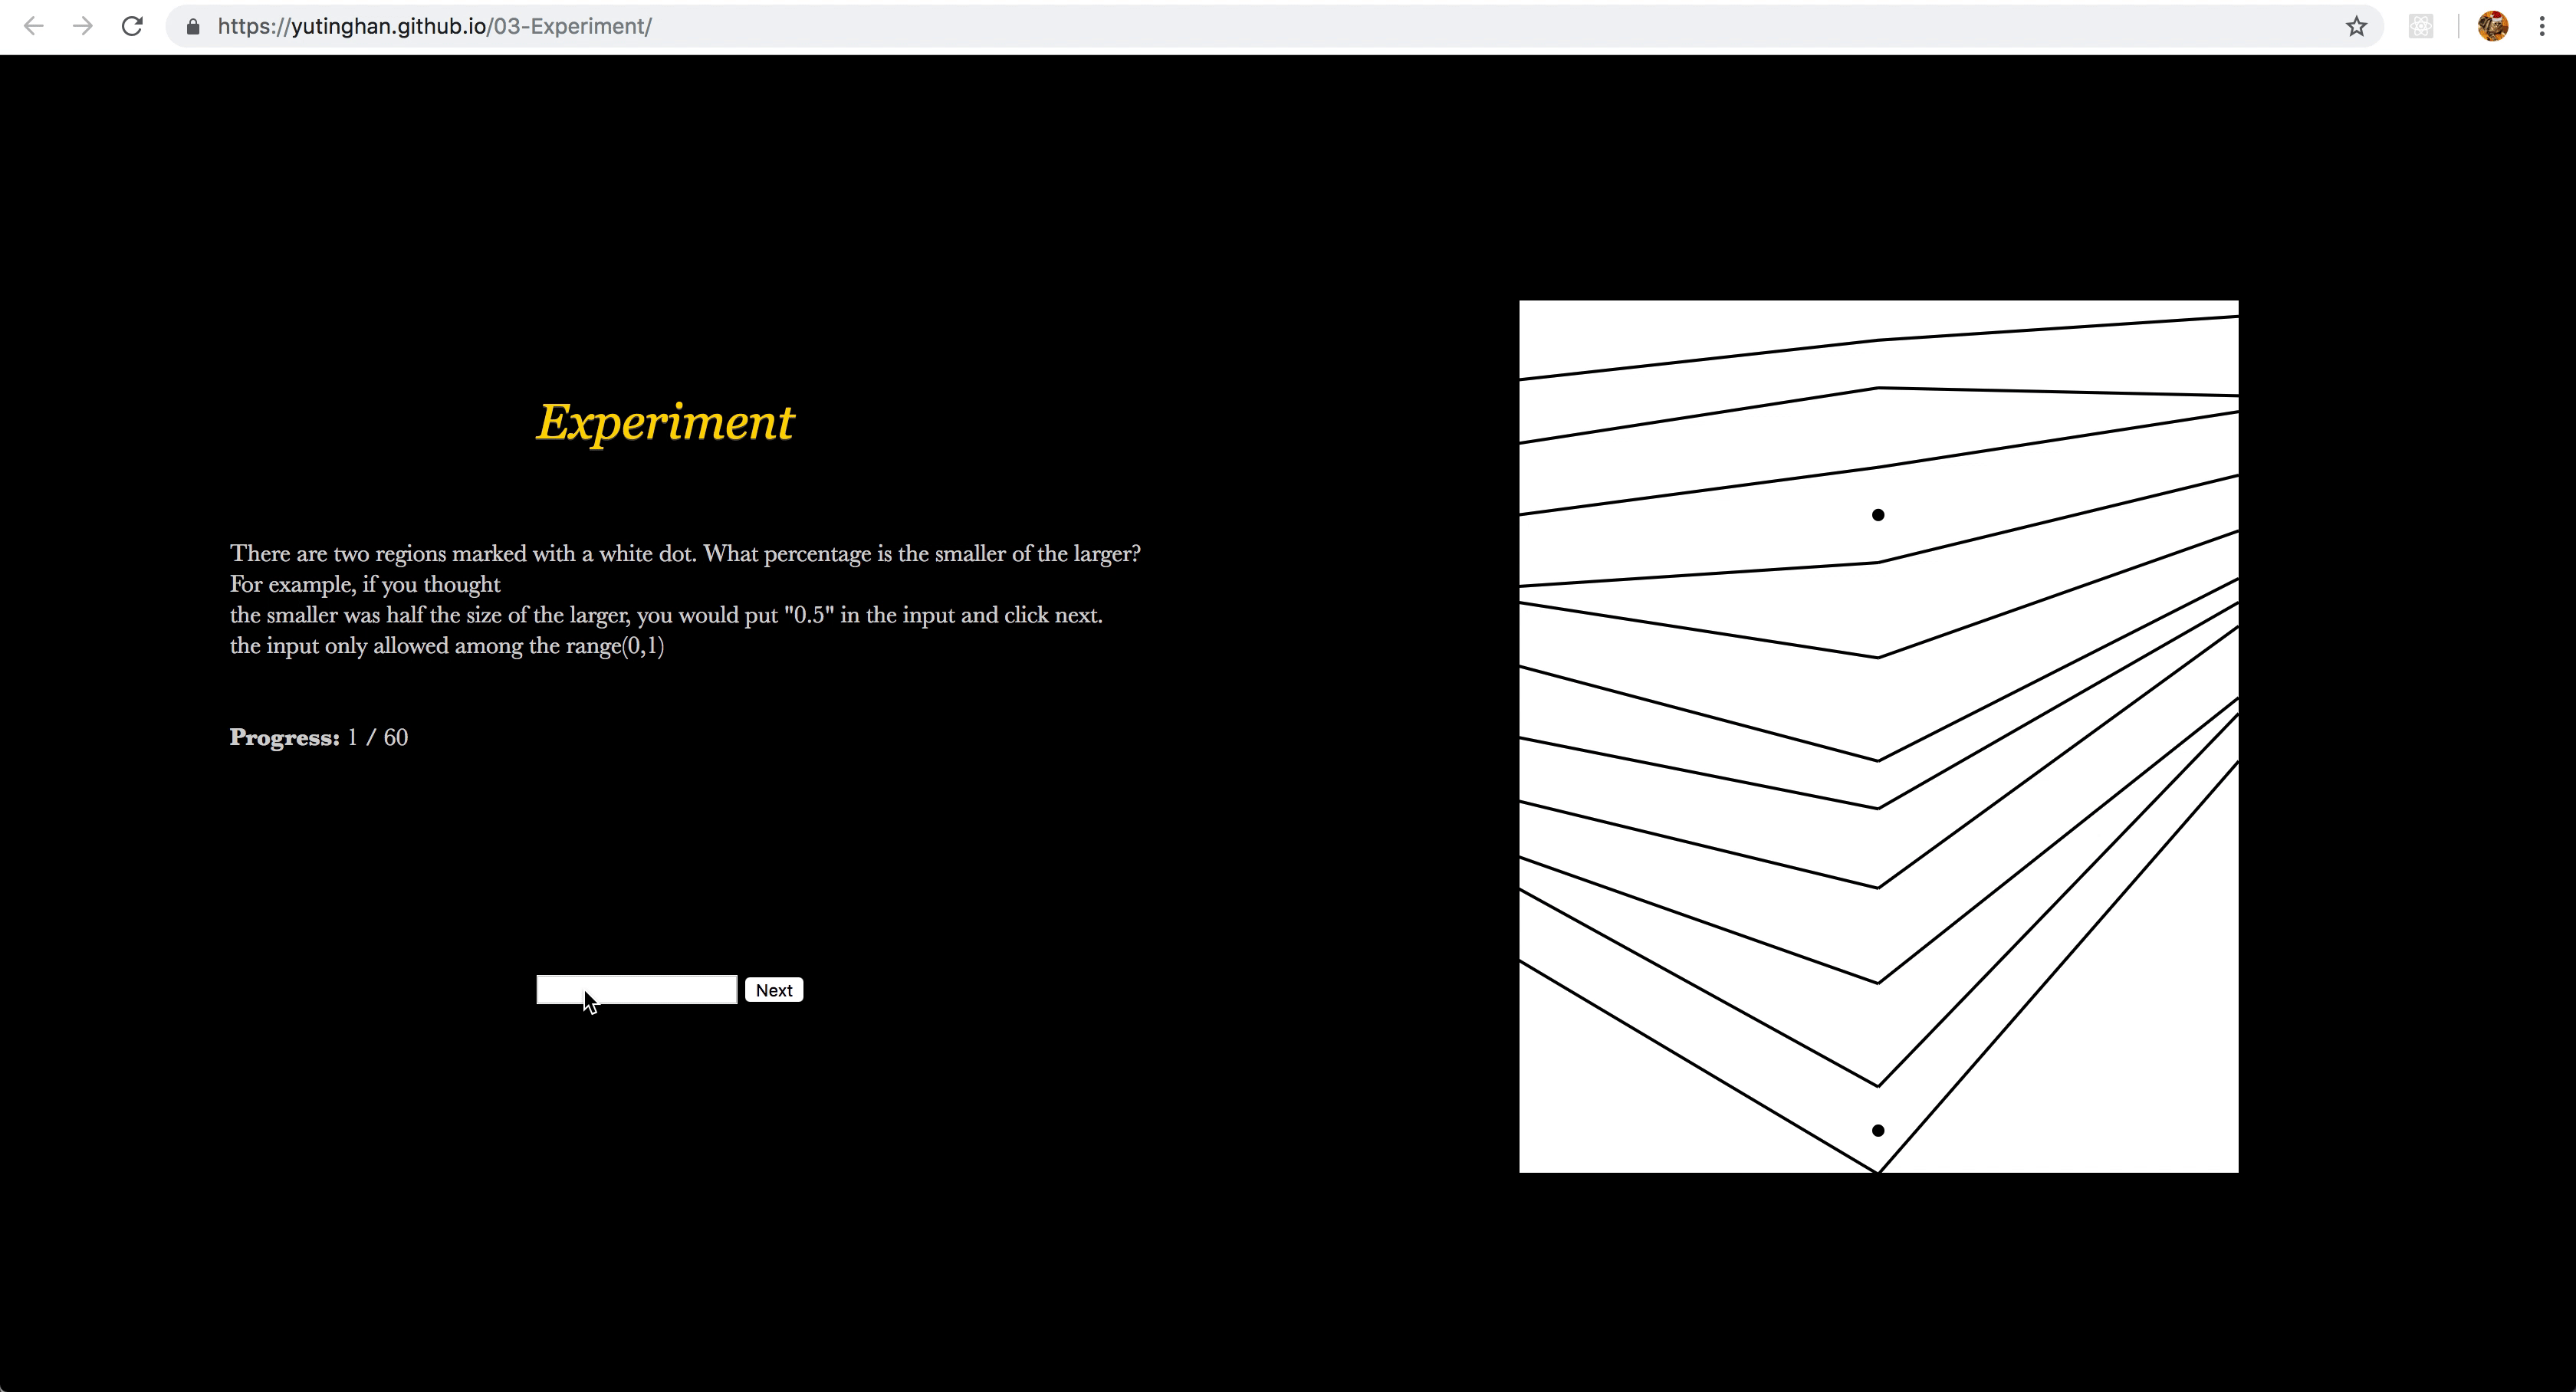 https://yutinghan.github.io/03-Experiment/
Experiment
There are two regions marked with a white dot. What percentage is the smaller of the larger?
For example, if you thought
the smaller was half the size of the larger, you would put "0.5" in the input and click next.
the input only allowed among the range(0,1)
Progress: 1 / 60
Next